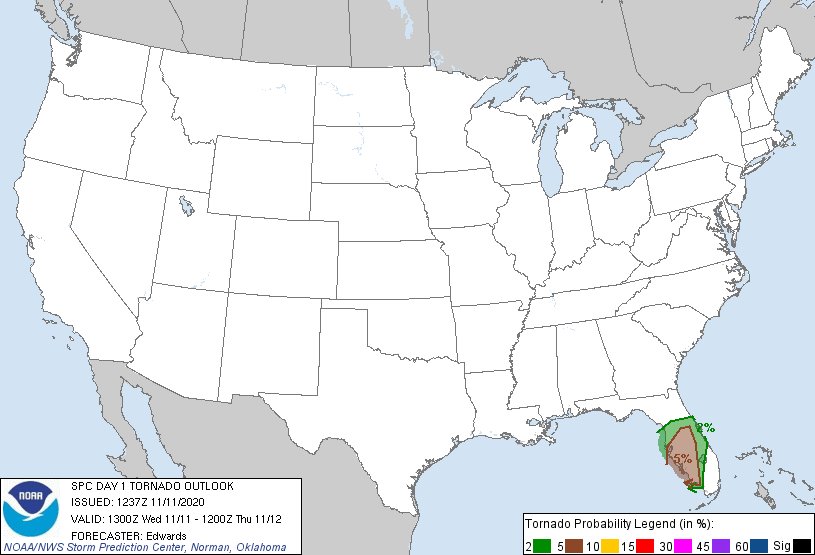 2%
5%
NOAA
SPC DAY 1 TORNADO OUTLOOK
ISSUED: 1237Z 11/11/2020
VALID: 1300Z Wed 11/11 - 1200Z Thu 11/12
FORECASTER: Edwards
NOAA/NWS Storm Prediction Center, Norman, Oklahoma
Tornado Probability Legend (in %):
2 5 10 15 30 45 60 Sig